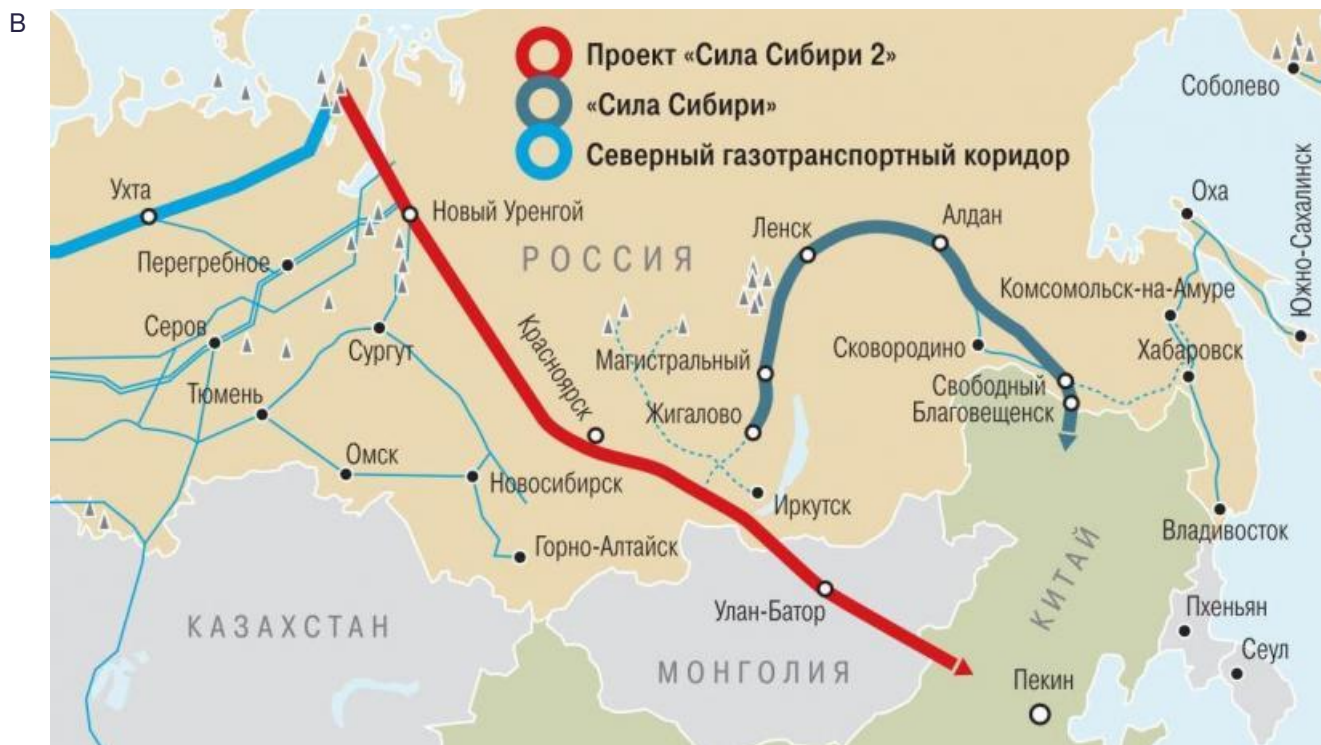 В
Проект «Сила Сибири 2»
«Сила Сибири»
Северный газотранспортный коридор
Соболево
Ухта
Новый Уренгой
Перегребное
РОССИЯ
Ленск
Алдан
Оха
Южно-Сахалинск
Комсомольск-на-Амуре
Серов
Сургут
Красноярск
Магистральный
Сковородино
Хабаровск
Тюмень
Жигалово
Свободный
Благовещенск
Омск
Новосибирск
Иркутск
Владивосток
Горно-Алтайск
КАЗАХСТАН
Улан-Батор
МОНГОЛИЯ
КИТАЙ
Пхеньян
Сеул
Пекин